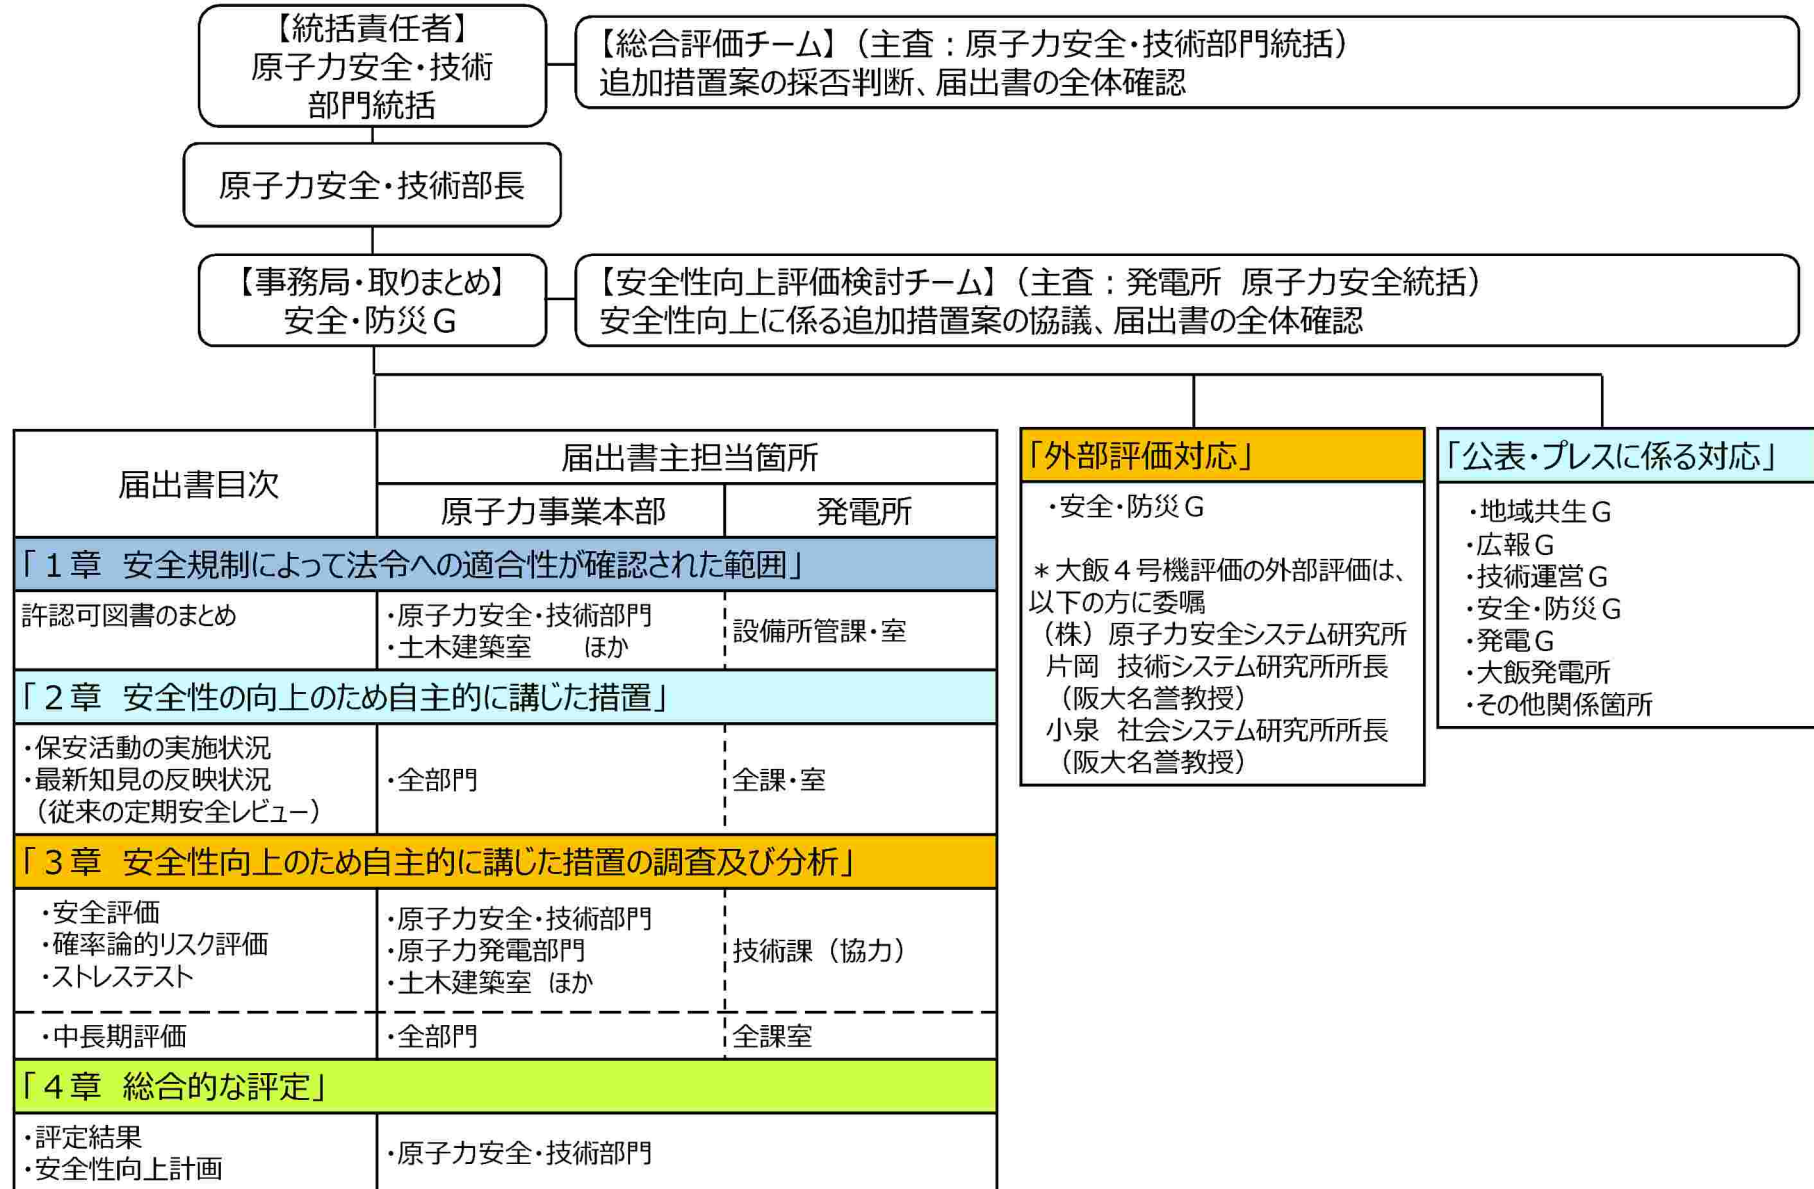 【統括責任者】
原子力安全・技術
部門統括
【総合評価チーム】（主査：原子力安全・技術部門統括）
追加措置案の採否判断、届出書の全体確認
原子力安全・技術部長
【事務局・取りまとめ】
安全・防災Ｇ
【安全性向上評価検討チーム】（主査：発電所　原子力安全統括）
安全性向上に係る追加措置案の協議、届出書の全体確認
届出書目次
届出書主担当箇所
原子力事業本部
発電所
「１章　安全規制によって法令への適合性が確認された範囲」
許認可図書のまとめ
・原子力安全・技術部門
・土木建築室　　ほか
設備所管課・室
「２章　安全性の向上のため自主的に講じた措置」
・保安活動の実施状況
・最新知見の反映状況
（従来の定期安全レビュー）
・全部門
全課・室
「３章　安全性向上のため自主的に講じた措置の調査及び分析」
・安全評価
・確率論的リスク評価
・ストレステスト
・原子力安全・技術部門
・原子力発電部門
・土木建築室　ほか
技術課（協力）
・中長期評価
・全部門
全課室
「４章　総合的な評定」
・評定結果
・安全性向上計画
・原子力安全・技術部門
「外部評価対応」
・安全・防災Ｇ
＊大飯４号機評価の外部評価は、
以下の方に委嘱
（株）原子力安全システム研究所
片岡　技術システム研究所所長
（阪大名誉教授）
小泉　社会システム研究所所長
（阪大名誉教授）
「公表・プレスに係る対応」
・地域共生Ｇ
・広報Ｇ
・技術運営Ｇ
・安全・防災Ｇ
・発電Ｇ
・大飯発電所
・その他関係箇所